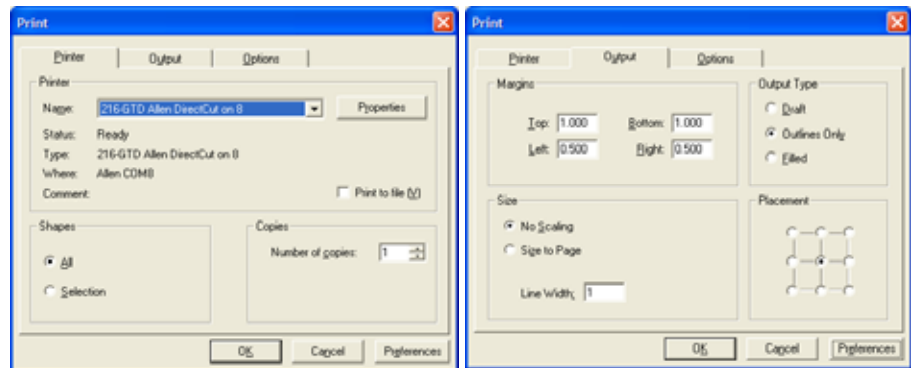 Print
Printer Output Options
Printer
Name: 216-GTD Allen DirectCut on 8 Properties
Status: Ready
Type: 216-GTD Allen DirectCut on 8
Where: Allen COM8
Comment: Print to file (V)
Shapes
All
Selection
Copies
Number of copies: 1
OK Cancel Preferences
Print
Printer Output Options
Margins
Top: 1.000 Bottom: 1.000
Left: 0.500 Right: 0.500
Output Type
Draft
Outlines Only
Filled
Size
No Scaling
Size to Page
Line Width: 1
Placement
OK Cancel Preferences